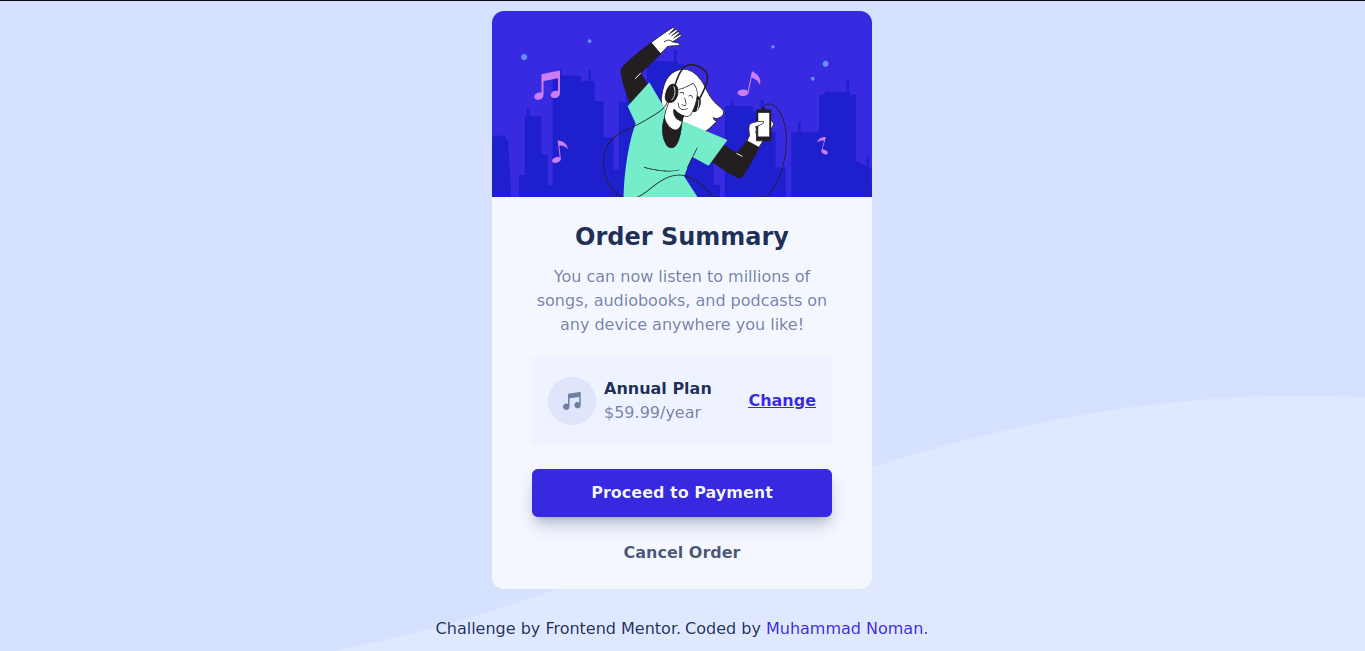 Order Summary
You can now listen to millions of
songs, audiobooks, and podcasts on
any device anywhere you like!
Annual Plan
$59.99/year
Change
Proceed to Payment
Cancel Order
Challenge by Frontend Mentor. Coded by Muhammad Noman.